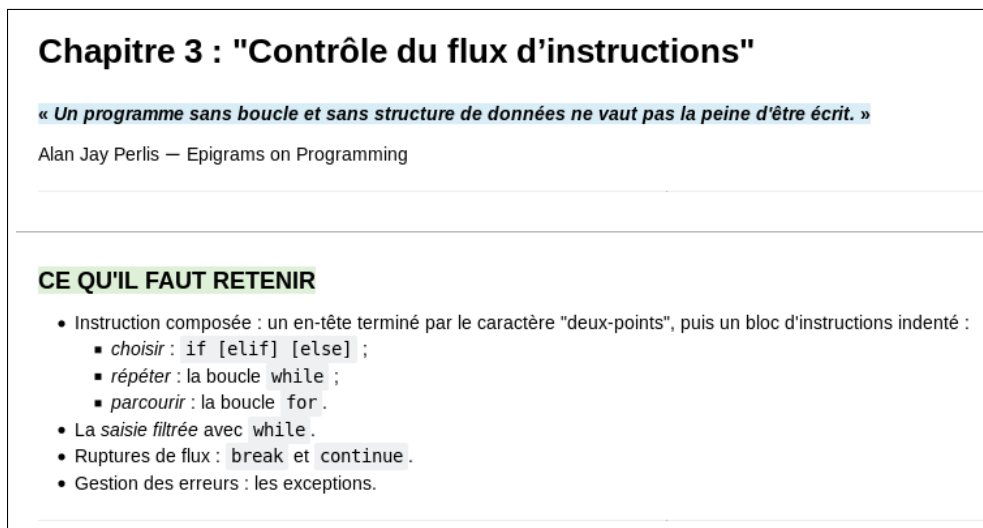 Chapitre 3 : "Contrôle du flux d’instructions"
« Un programme sans boucle et sans structure de données ne vaut pas la peine d'être écrit. »
Alan Jay Perlis — Epigrams on Programming
CE QU'IL FAUT RETENIR
Instruction composée : un en-tête terminé par le caractère "deux-points", puis un bloc d'instructions indenté :
choisir : if [elif] [else] ;
répéter : la boucle while ;
parcourir : la boucle for .
La saisie filtrée avec while .
Ruptures de flux : break et continue .
Gestion des erreurs : les exceptions.